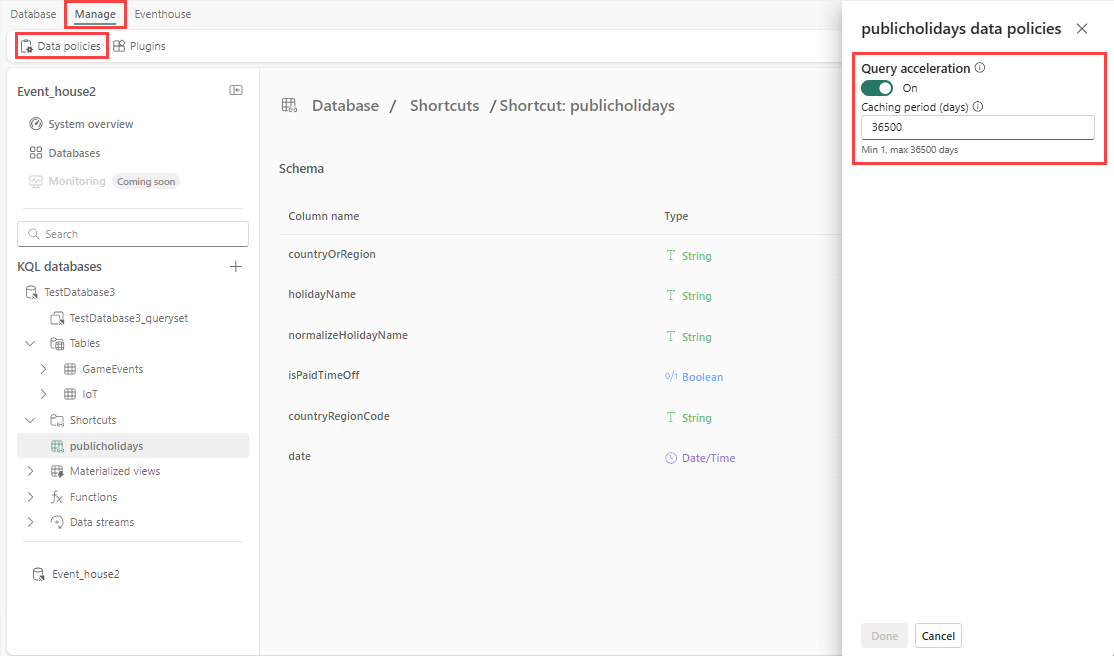 Database Manage Eventhouse
Data policies Plugins
Event_house2
System overview
Databases
Monitoring Coming soon
Search
KQL databases
TestDatabase3
TestDatabase3_queryset
Tables
GameEvents
IoT
Shortcuts
publicholidays
Materialized views
Functions
Data streams
Event_house2
Database / Shortcuts / Shortcut: publicholidays
Schema
Column name Type
countryOrRegion String
holidayName String
normalizeHolidayName String
isPaidTimeOff 0/1 Boolean
countryRegionCode String
date Date/Time
publicholidays data policies
Query acceleration
On
Caching period (days)
36500
Min 1, max 36500 days
Done Cancel